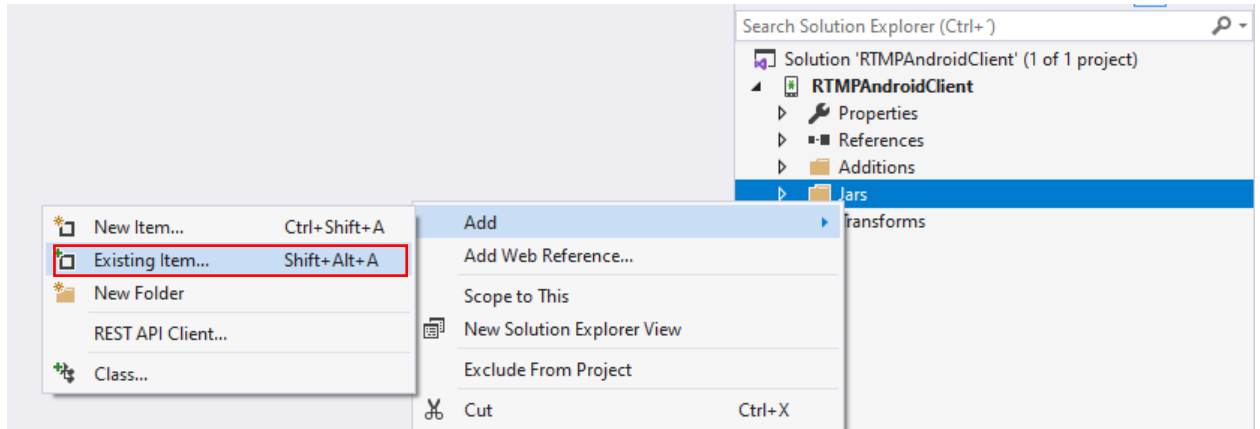 Search Solution Explorer (Ctrl+´)
Solution 'RTMPAndroidClient' (1 of 1 project)
RTMPAndroidClient
Properties
References
Additions
Jars
Transforms
New Item... Ctrl+Shift+A
Existing Item... Shift+Alt+A
New Folder
REST API Client...
Class...
Add
Add Web Reference...
Scope to This
New Solution Explorer View
Exclude From Project
Cut Ctrl+X